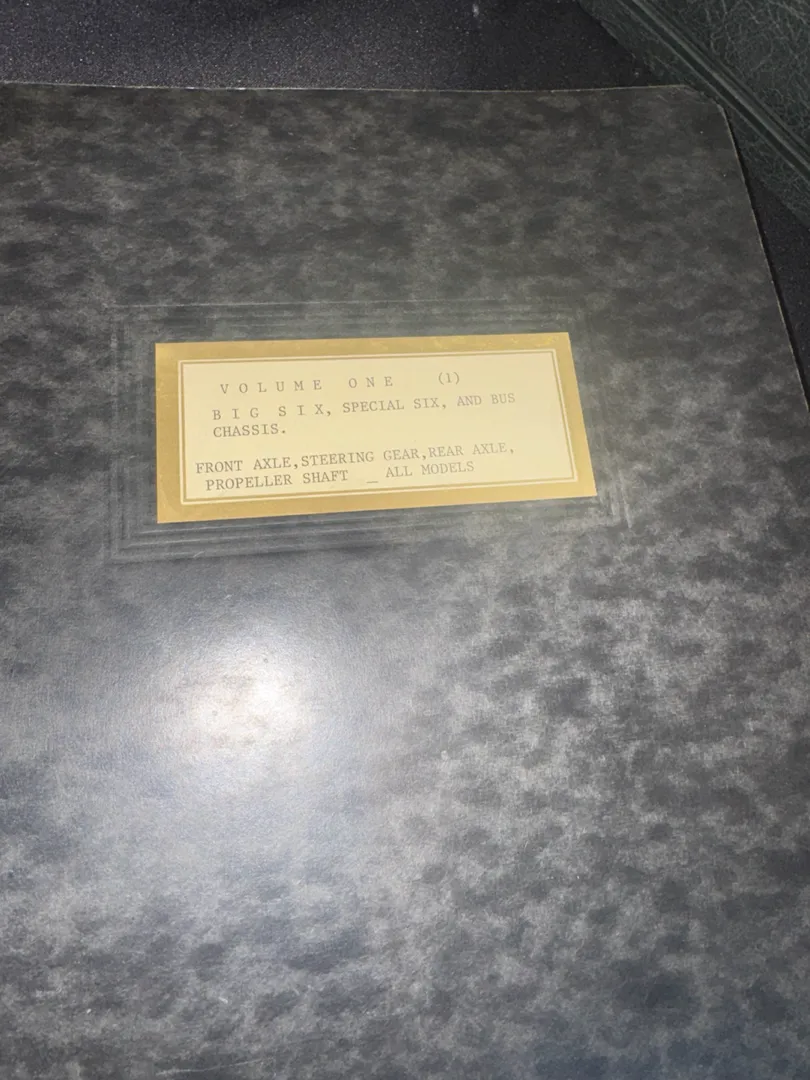 VOLUME ONE (1)
BIG SIX, SPECIAL SIX, AND BUS
CHASSIS.
FRONT AXLE,STEERING GEAR,REAR AXLE,
PROPELLER SHAFT _ ALL MODELS